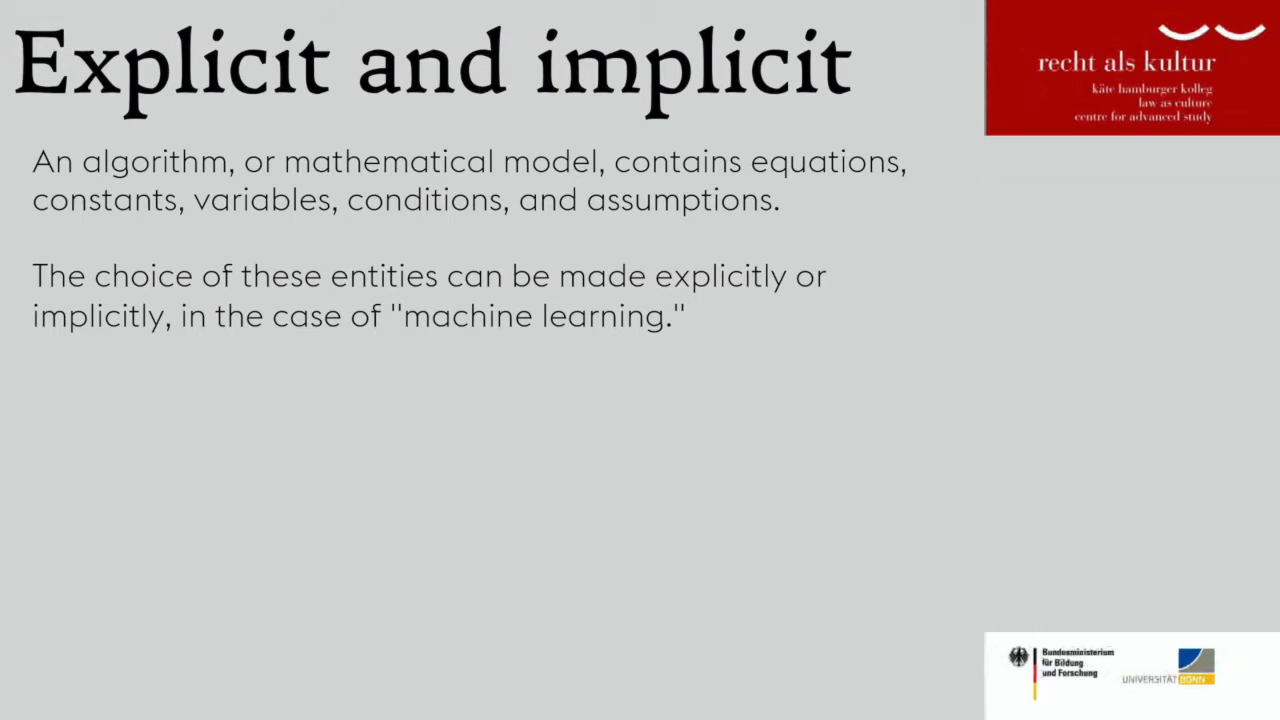 Explicit and implicit
recht als kultur
käte hamburger kolleg
law as culture
centre for advanced study
An algorithm, or mathematical model, contains equations,
constants, variables, conditions, and assumptions.
The choice of these entities can be made explicitly or
implicitly, in the case of "machine learning."
Bundesministerium
für Bildung
und Forschung
UNIVERSITÄT BONN